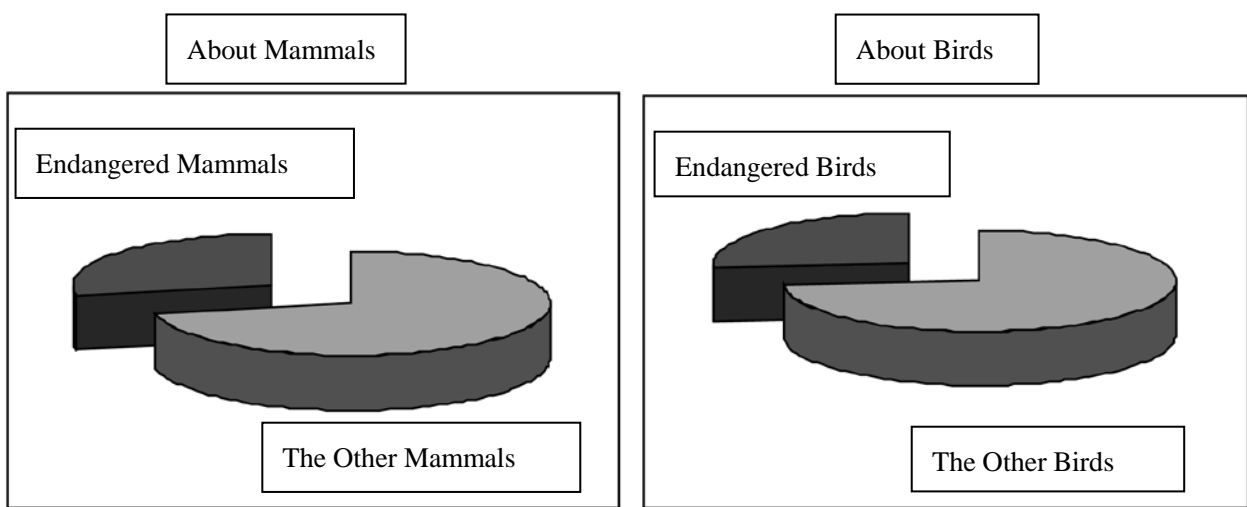 About Mammals
About Birds
Endangered Mammals
The Other Mammals
Endangered Birds
The Other Birds